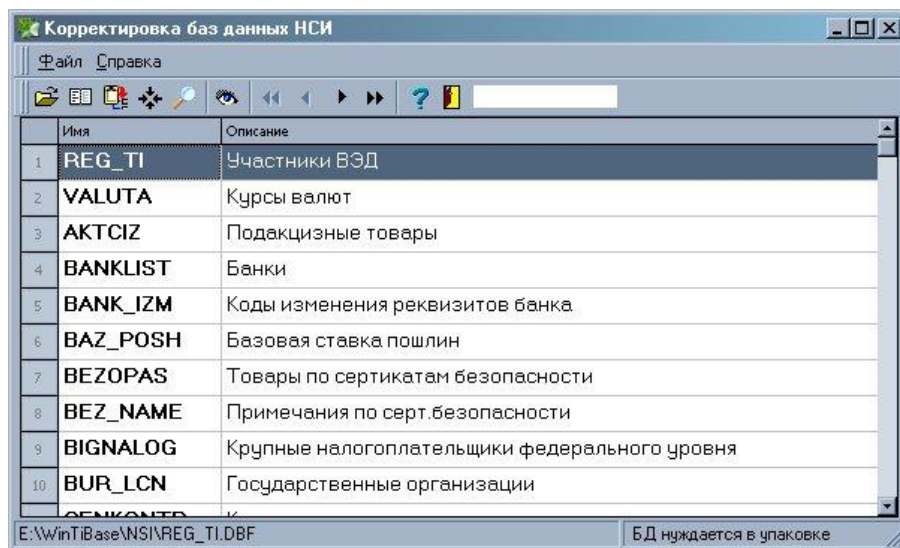 Корректировка баз данных НСИ
Файл Справка
Имя Описание
1 REG_TI Участники ВЭД
2 VALUTA Курсы валют
3 AKTCIZ Подакцизные товары
4 BANKLIST Банки
5 BANK_IZM Коды изменения реквизитов банка
6 BAZ_POSH Базовая ставка пошлин
7 BEZOPAS Товары по сертикатам безопасности
8 BEZ_NAME Примечания по серт.безопасности
9 BIGNALOG Крупные налогоплательщики федерального уровня
10 BUR_LCN Государственные организации
E:\WinTiBase\NSI\REG_TI.DBF БД нуждается в упаковке